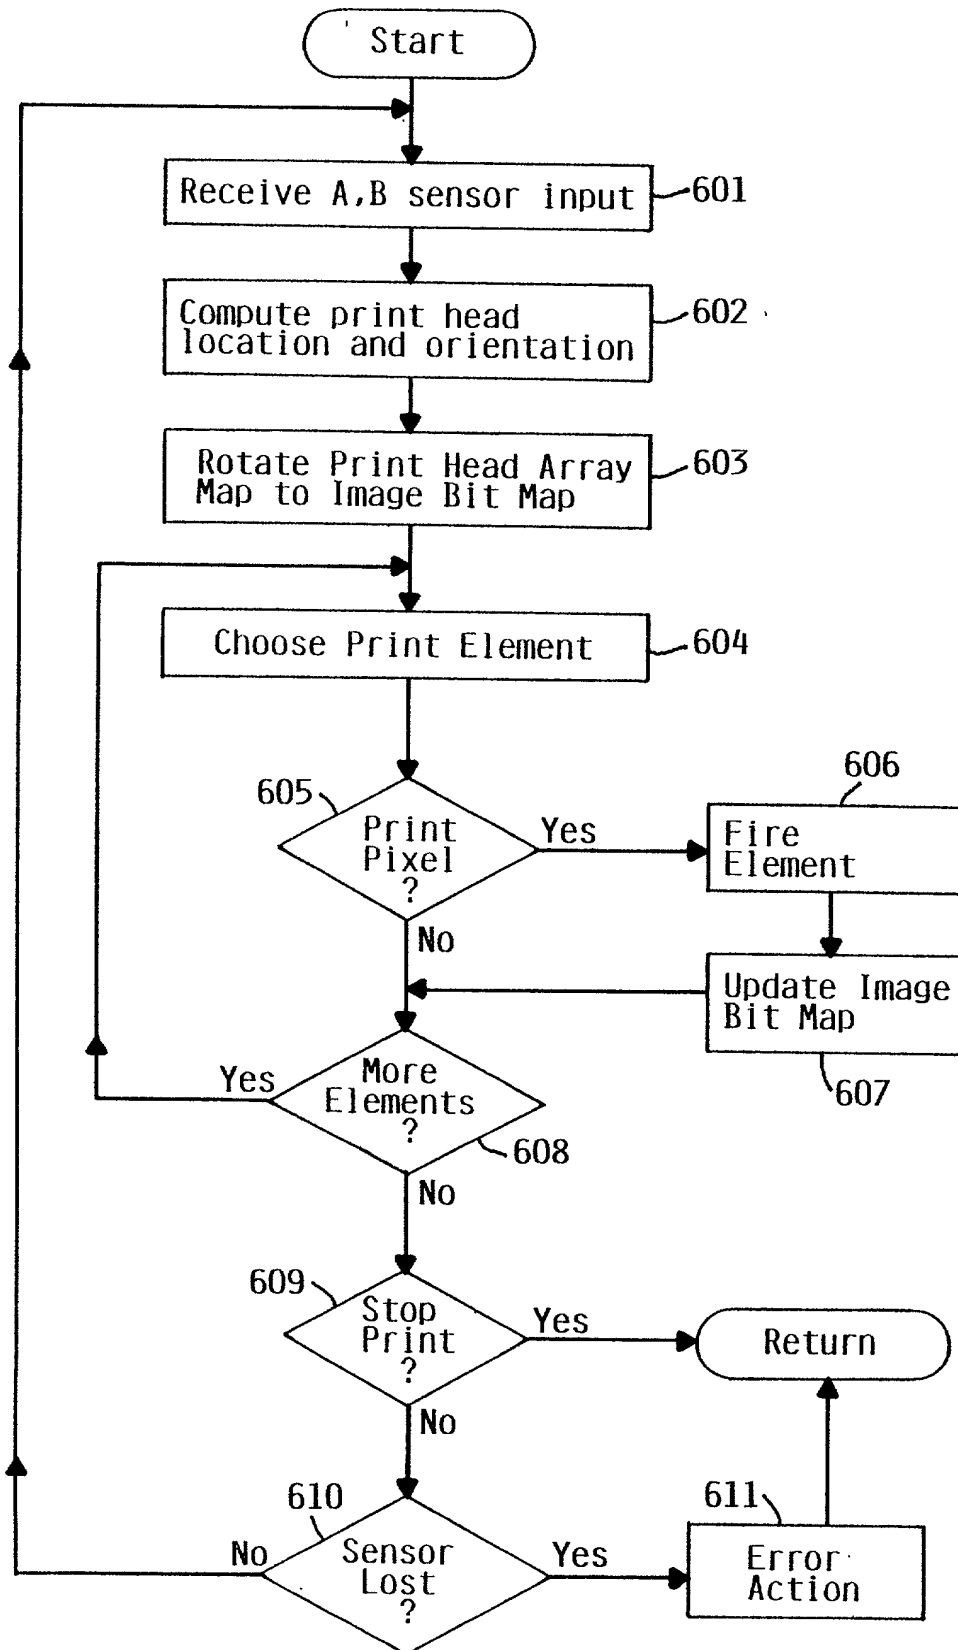 Start
Receive A,B sensor input
601
Compute print head
location and orientation
602
Rotate Print Head Array
Map to Image Bit Map
603
Choose Print Element
604
605
Print
Pixel
?
Yes
No
606
Fire
Element
Update Image
Bit Map
607
More
Elements
?
Yes
608
No
609
Stop
Print
?
Yes
Return
No
610
Sensor
Lost
?
No
Yes
611
Error
Action